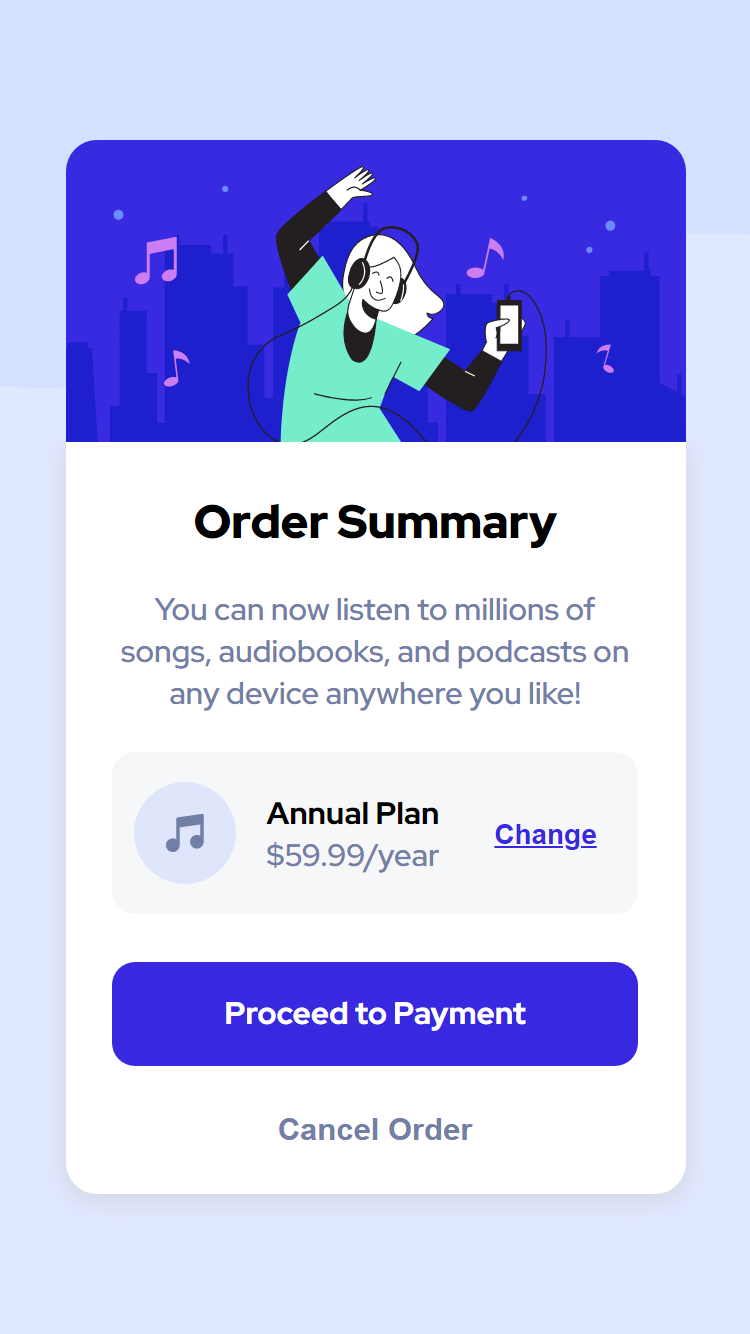 Order Summary
You can now listen to millions of
songs, audiobooks, and podcasts on
any device anywhere you like!
Annual Plan
$59.99/year
Change
Proceed to Payment
Cancel Order